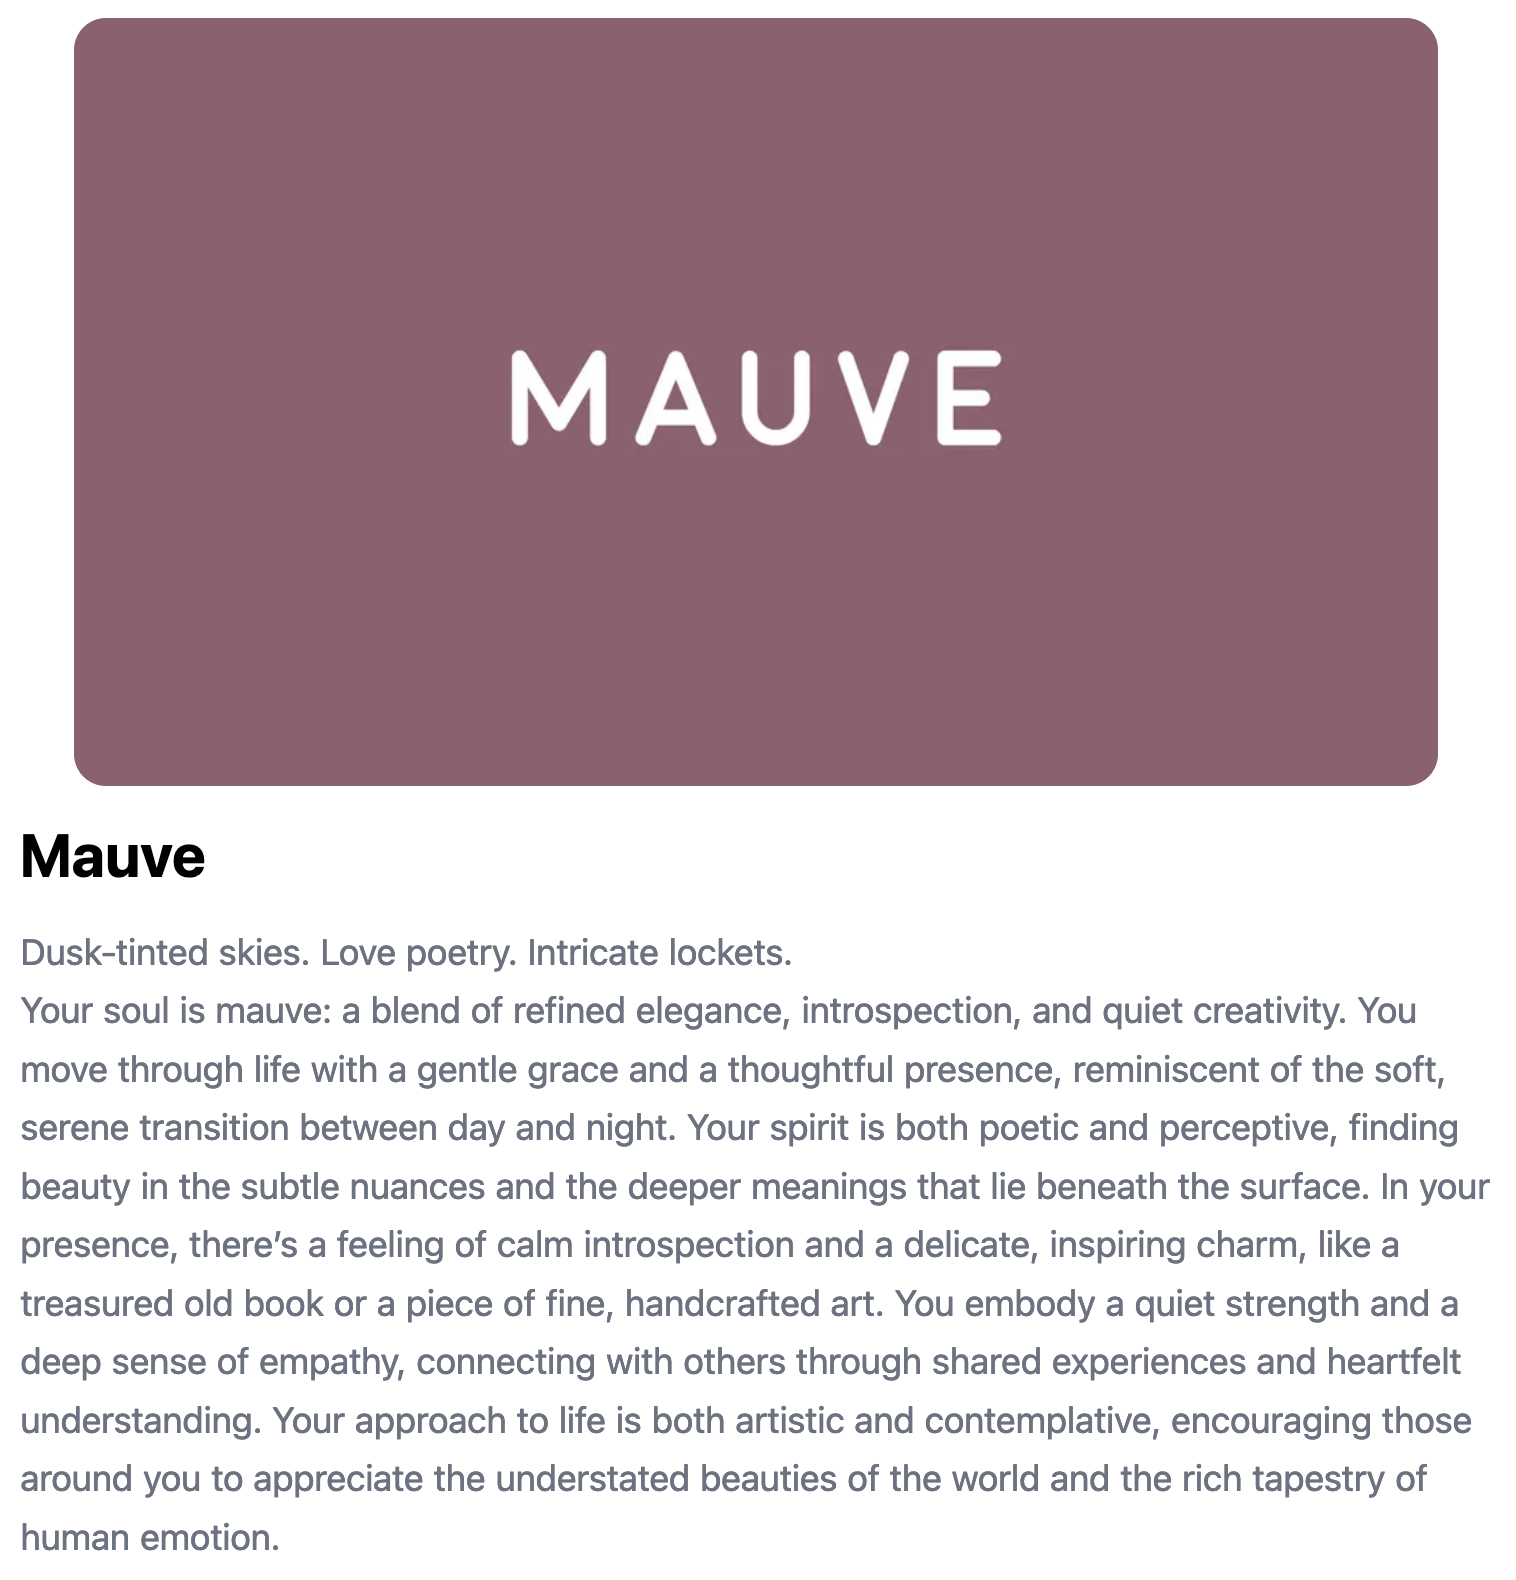 MAUVE
Mauve
Dusk-tinted skies. Love poetry. Intricate lockets.
Your soul is mauve: a blend of refined elegance, introspection, and quiet creativity. You
move through life with a gentle grace and a thoughtful presence, reminiscent of the soft,
serene transition between day and night. Your spirit is both poetic and perceptive, finding
beauty in the subtle nuances and the deeper meanings that lie beneath the surface. In your
presence, there’s a feeling of calm introspection and a delicate, inspiring charm, like a
treasured old book or a piece of fine, handcrafted art. You embody a quiet strength and a
deep sense of empathy, connecting with others through shared experiences and heartfelt
understanding. Your approach to life is both artistic and contemplative, encouraging those
around you to appreciate the understated beauties of the world and the rich tapestry of
human emotion.